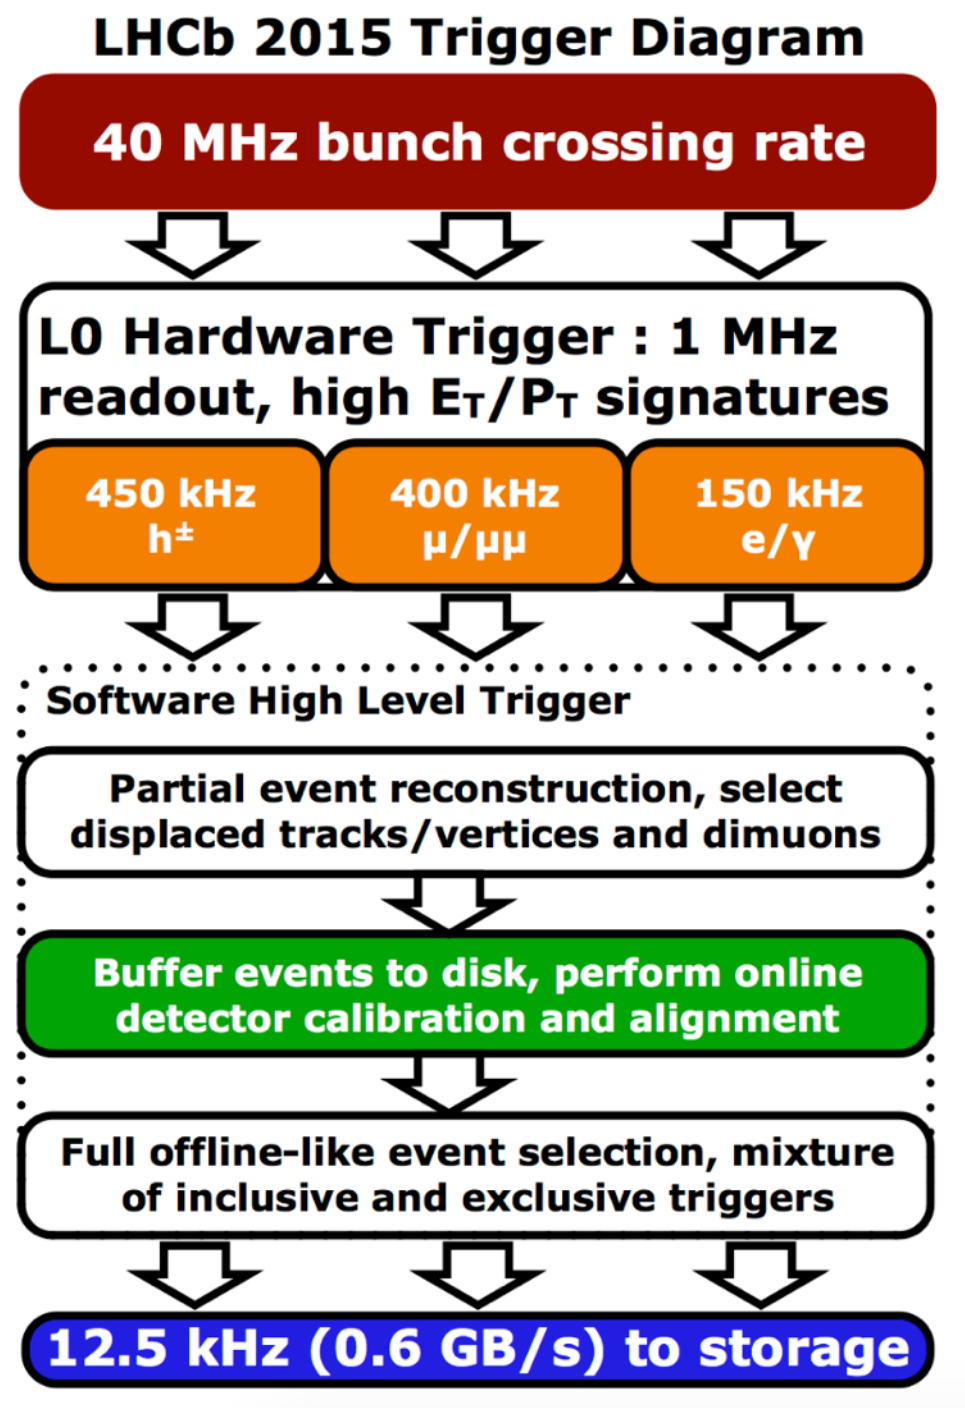 LHCb 2015 Trigger Diagram
40 MHz bunch crossing rate
L0 Hardware Trigger : 1 MHz
readout, high E_T/P_T signatures
450 kHz
h±
400 kHz
μ/μμ
150 kHz
e/γ
Software High Level Trigger
Partial event reconstruction, select
displaced tracks/vertices and dimuons
Buffer events to disk, perform online
detector calibration and alignment
Full offline-like event selection, mixture
of inclusive and exclusive triggers
12.5 kHz (0.6 GB/s) to storage